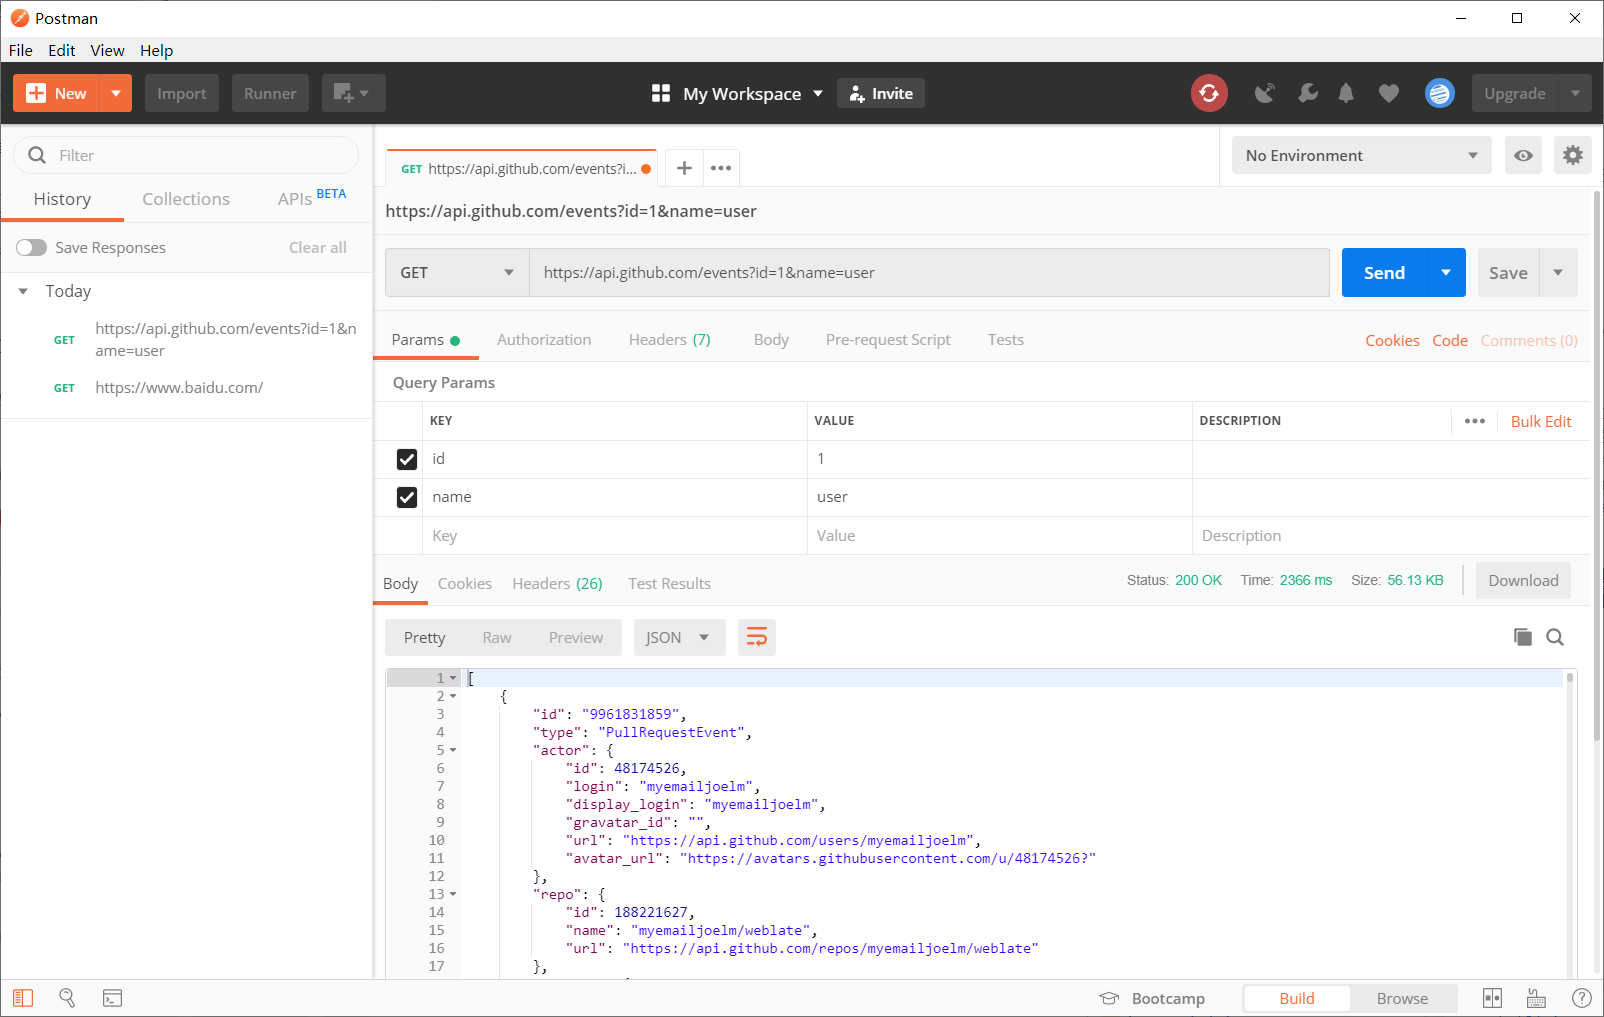 Postman
File Edit View Help
New Import Runner My Workspace Invite Upgrade
Filter
History Collections APIs BETA
Save Responses Clear all
Today
GET https://api.github.com/events?id=1&n
ame=user
GET https://www.baidu.com/
GET https://api.github.com/events?i... + •••
No Environment
https://api.github.com/events?id=1&name=user
GET https://api.github.com/events?id=1&name=user Send Save
Params Authorization Headers (7) Body Pre-request Script Tests Cookies Code Comments (0)
Query Params
KEY VALUE DESCRIPTION ••• Bulk Edit
id 1
name user
Key Value Description
Body Cookies Headers (26) Test Results Status: 200 OK Time: 2366 ms Size: 56.13 KB Download
Pretty Raw Preview JSON
1 [
2 {
3 "id": "9961831859",
4 "type": "PullRequestEvent",
5 "actor": {
6 "id": 48174526,
7 "login": "myemailjoelm",
8 "display_login": "myemailjoelm",
9 "gravatar_id": "",
10 "url": "https://api.github.com/users/myemailjoelm",
11 "avatar_url": "https://avatars.githubusercontent.com/u/48174526?"
12 },
13 "repo": {
14 "id": 188221627,
15 "name": "myemailjoelm/weblate",
16 "url": "https://api.github.com/repos/myemailjoelm/weblate"
17 },
Bootcamp Build Browse